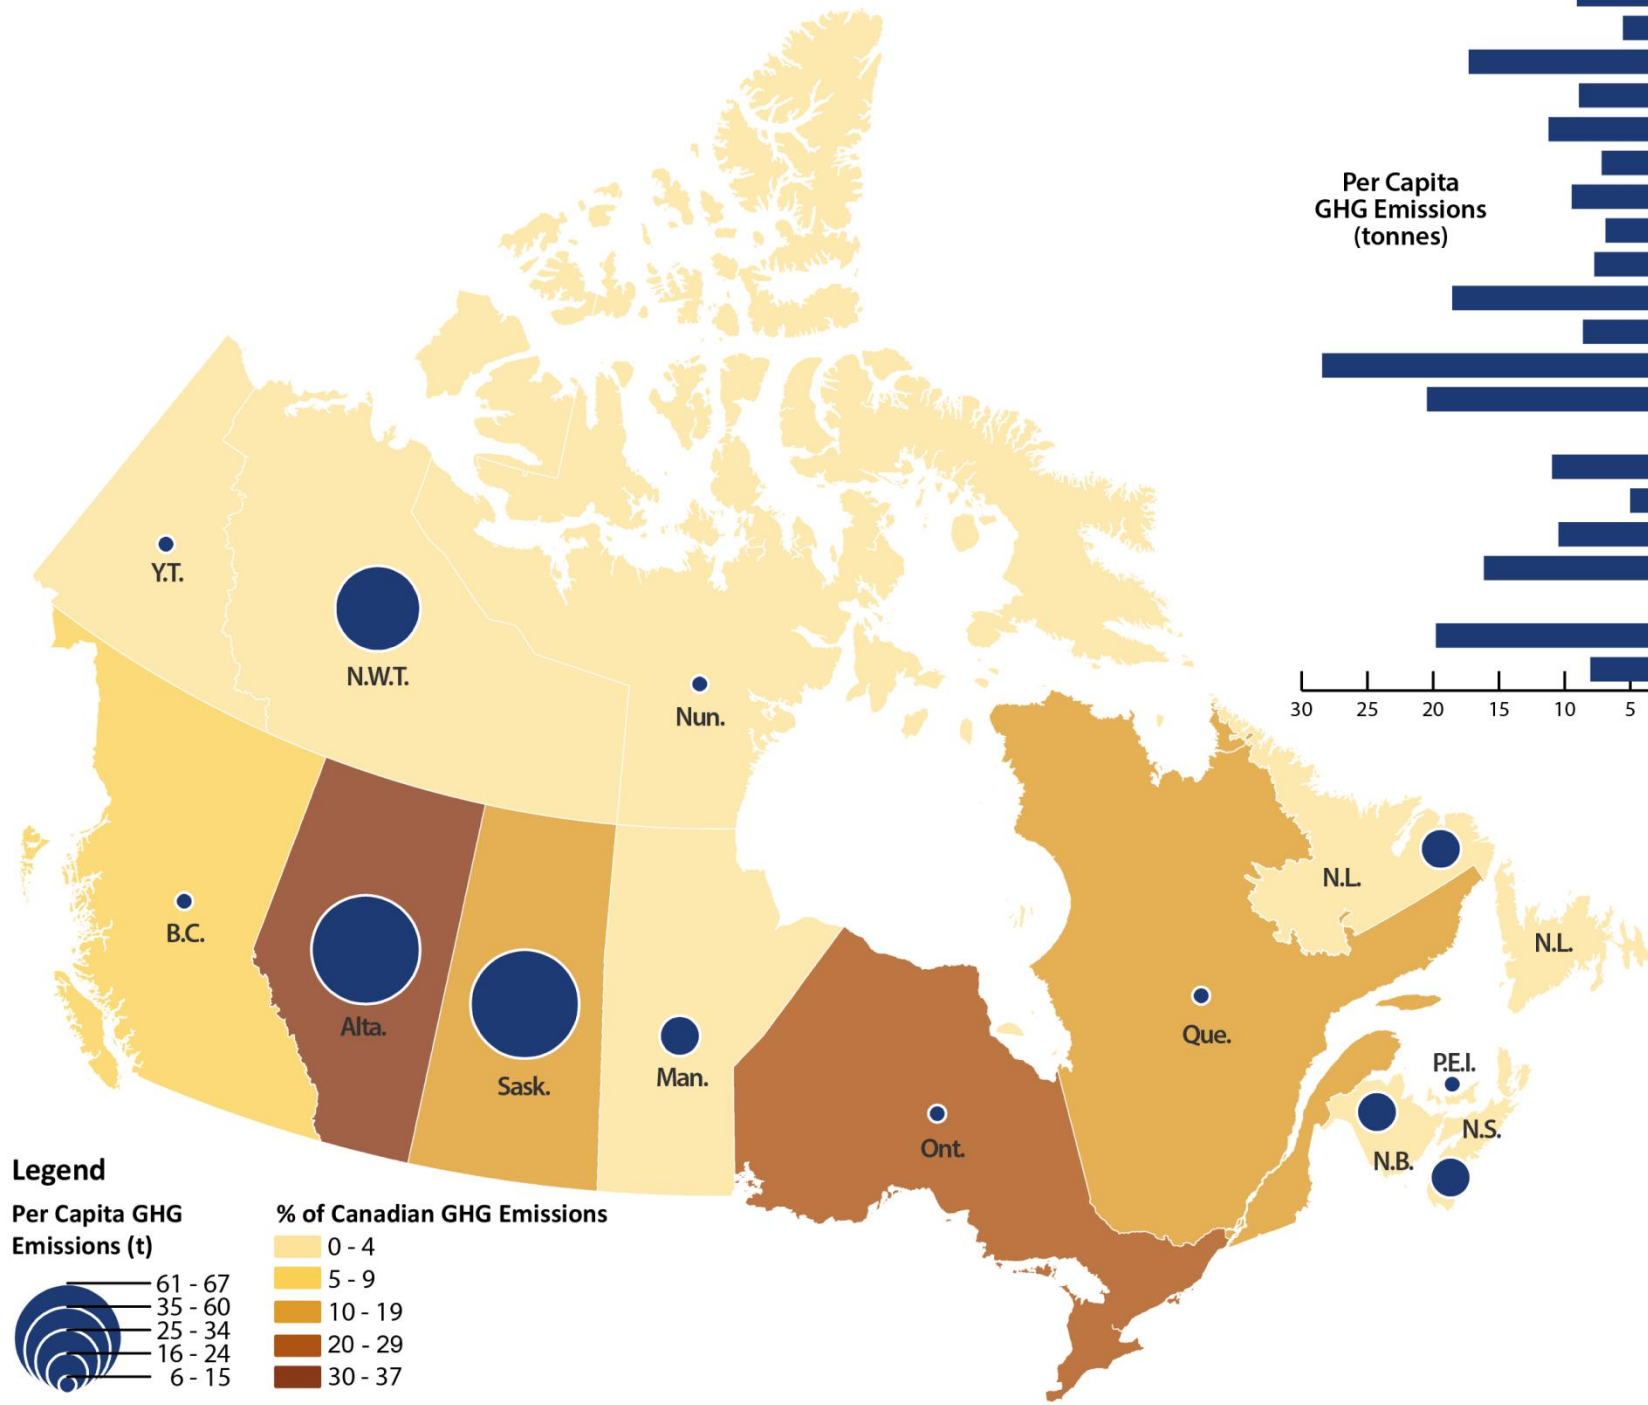 Per Capita
GHG Emissions
(tonnes)
30 25 20 15 10 5
Y.T.
N.W.T.
Nun.
B.C.
Alta.
Sask.
Man.
Ont.
Que.
N.L.
N.L.
P.E.I.
N.S.
N.B.
Legend
Per Capita GHG
Emissions (t)
61 - 67
35 - 60
25 - 34
16 - 24
6 - 15
% of Canadian GHG Emissions
0 - 4
5 - 9
10 - 19
20 - 29
30 - 37